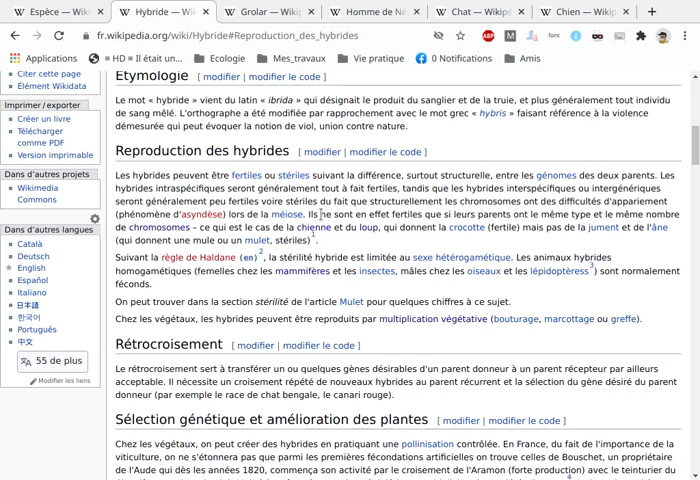 Espèce — Wiki
Hybride — Wi
Grolar — Wikip
Homme de Né
Chat — Wikipé
Chien — Wikip
fr.wikipedia.org/wiki/Hybride#Reproduction_des_hybrides
Applications
= HD = Il était un...
Ecologie
Mes_travaux
Vie pratique
HHHHHHH
Amis
Citer cette page
Élément Wikidata
Imprimer / exporter
Créer un livre
Télécharger
comme PDF
Version imprimable
Dans d'autres projets
Wikimedia
Commons
Dans d'autres langues
Català
Deutsch
English
Español
Italiano
日本語
한국어
Português
中文
55 de plus
Modifier les liens
Étymologie [ modifier | modifier le code ]
Le mot « hybride » vient du latin « ibrida » qui désignait le produit du sanglier et de la truie, et plus généralement tout individu
de sang mêlé. L'orthographe a été modifiée par rapprochement avec le mot grec « hybris » faisant référence à la violence
démesurée qui peut évoquer la notion de viol, union contre nature.
Reproduction des hybrides [ modifier | modifier le code ]
Les hybrides peuvent être fertiles ou stériles suivant la différence, surtout structurelle, entre les génomes des deux parents. Les
hybrides intraspécifiques seront généralement tout à fait fertiles, tandis que les hybrides interspécifiques ou intergénériques
seront généralement peu fertiles voire stériles du fait que structurellement les chromosomes ont des difficultés d'appariement
(phénomène d'asyndèse) lors de la méiose. Ils ne sont en effet fertiles que si leurs parents ont le même type et le même nombre
de chromosomes – ce qui est le cas de la chienne et du loup, qui donnent la crocotte (fertile) mais pas de la jument et de l'âne
(qui donnent une mule ou un mulet, stériles)1.
Suivant la règle de Haldane (en)2, la stérilité hybride est limitée au sexe hétérogamétique. Les animaux hybrides
homogamétiques (femelles chez les mammifères et les insectes, mâles chez les oiseaux et les lépidoptères3) sont normalement
féconds.
On peut trouver dans la section stérilité de l'article Mulet pour quelques chiffres à ce sujet.
Chez les végétaux, les hybrides peuvent être reproduits par multiplication végétative (bouturage, marcottage ou greffe).
Rétrocroisement [ modifier | modifier le code ]
Le rétrocroisement sert à transférer un ou quelques gènes désirables d'un parent donneur à un parent récepteur par ailleurs
acceptable. Il nécessite un croisement répété de nouveaux hybrides au parent récurrent et la sélection du gène désiré du parent
donneur (par exemple le race de chat bengale, le canari rouge).
Sélection génétique et amélioration des plantes [ modifier | modifier le code ]
Chez les végétaux, on peut créer des hybrides en pratiquant une pollinisation contrôlée. En France, du fait de l'importance de la
viticulture, on ne s'étonnera pas que parmi les premières fécondations artificielles on trouve celles de Bouschet, un propriétaire
de l'Aude qui dès les années 1820, commença son activité par le croisement de l'Aramon (forte production) avec le teinturier du